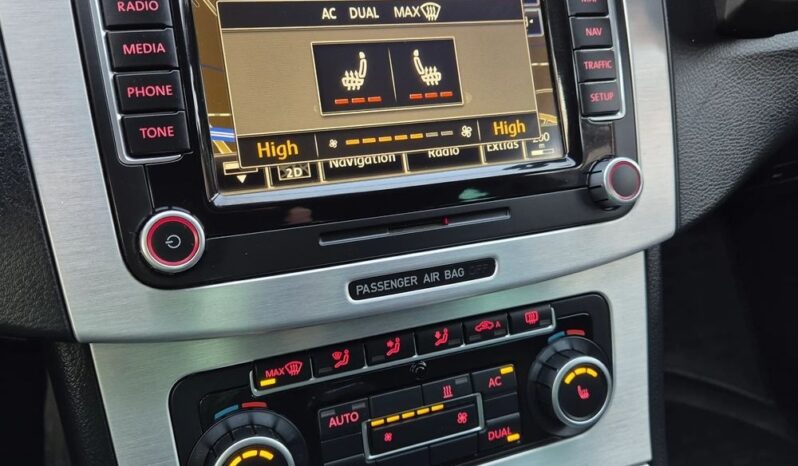 RADIO
MEDIA
PHONE
TONE
AC DUAL MAX
High
High
2D
Navigation
Radio
Extras
m
NAV
TRAFFIC
SETUP
PASSENGER AIR BAG OFF
MAX
A
AUTO
AC
DUAL